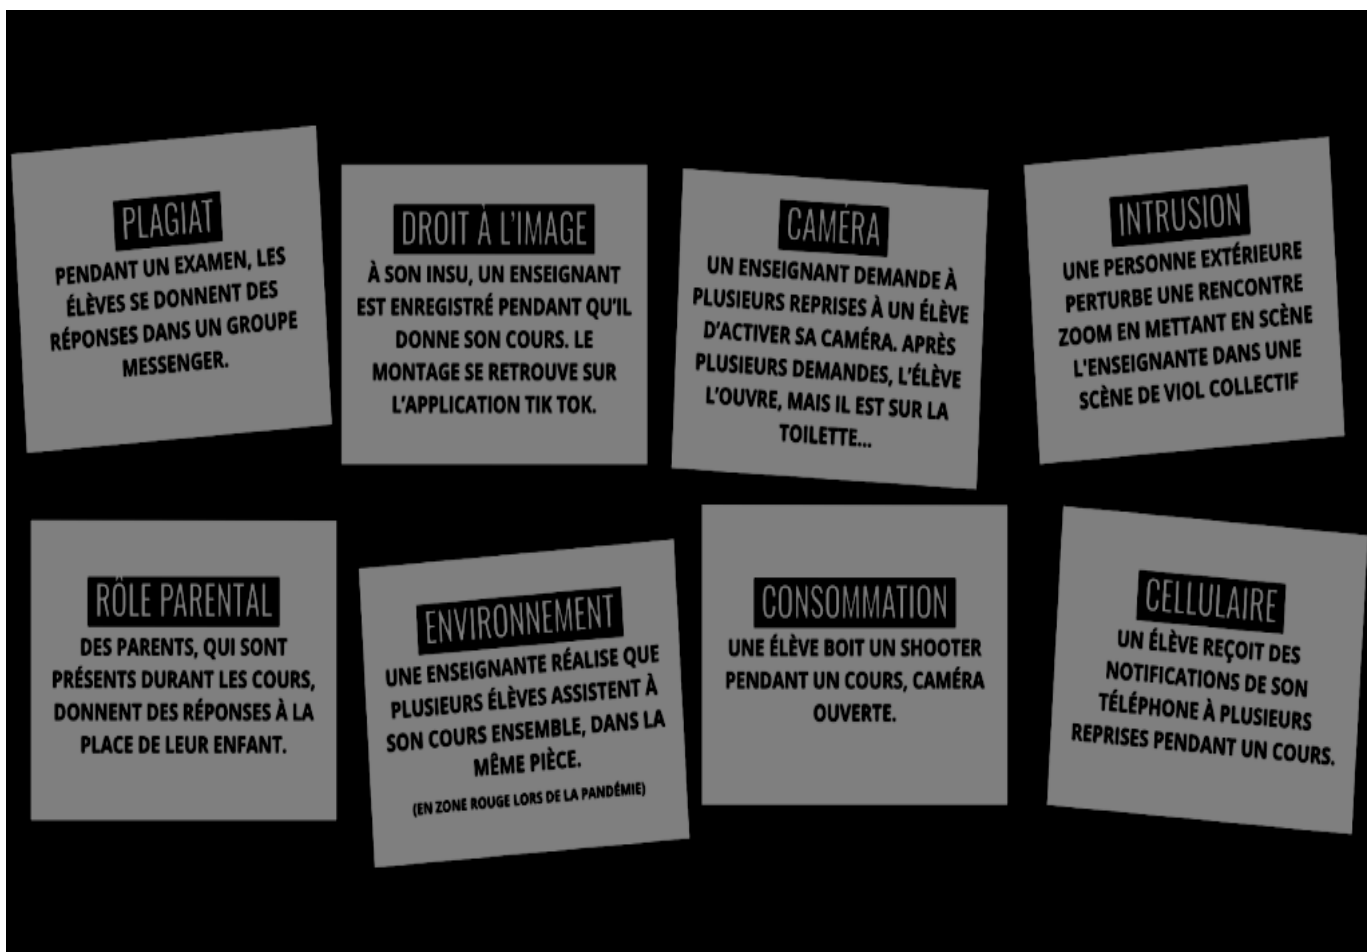 PLAGIAT
PENDANT UN EXAMEN, LES
ÉLÈVES SE DONNENT DES
RÉPONSES DANS UN GROUPE
MESSENGER.
DROIT À L'IMAGE
À SON INSU, UN ENSEIGNANT
EST ENREGISTRÉ PENDANT QU'IL
DONNE SON COURS. LE
MONTAGE SE RETROUVE SUR
L'APPLICATION TIK TOK.
CAMÉRA
UN ENSEIGNANT DEMANDE À
PLUSIEURS REPRISES À UN ÉLÈVE
D'ACTIVER SA CAMÉRA. APRÈS
PLUSIEURS DEMANDES, L'ÉLÈVE
L'OUVRE, MAIS IL EST SUR LA
TOILETTE...
INTRUSION
UNE PERSONNE EXTÉRIEURE
PERTURBE UNE RENCONTRE
ZOOM EN METTANT EN SCÈNE
L'ENSEIGNANTE DANS UNE
SCÈNE DE VIOL COLLECTIF
RÔLE PARENTAL
DES PARENTS, QUI SONT
PRÉSENTS DURANT LES COURS,
DONNENT DES RÉPONSES À LA
PLACE DE LEUR ENFANT.
ENVIRONNEMENT
UNE ENSEIGNANTE RÉALISE QUE
PLUSIEURS ÉLÈVES ASSISTENT À
SON COURS ENSEMBLE, DANS LA
MÊME PIÈCE.
(EN ZONE ROUGE LORS DE LA PANDÉMIE)
CONSOMMATION
UNE ÉLÈVE BOIT UN SHOOTER
PENDANT UN COURS, CAMÉRA
OUVERTE.
CELLULAIRE
UN ÉLÈVE REÇOIT DES
NOTIFICATIONS DE SON
TÉLÉPHONE À PLUSIEURS
REPRISES PENDANT UN COURS.